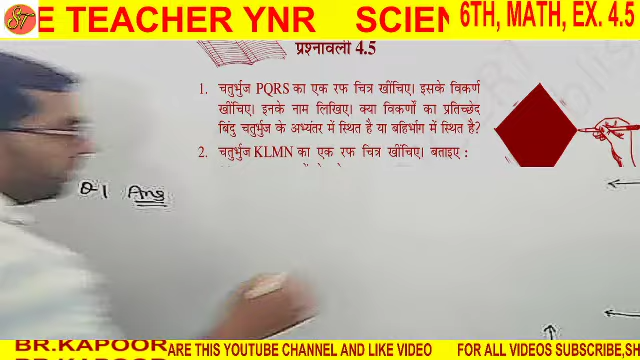 E TEACHER YNR SCIEN
6TH, MATH, EX. 4.5
ST
प्रश्नावली 4.5
1. चतुर्भुज PQRS का एक रफ चित्र खींचिए। इसके विकर्ण
खींचिए। इनके नाम लिखिए। क्या विकर्णों का प्रतिच्छेद
बिंदु चतुर्भुज के अभ्यंतर में स्थित है या बहिर्भाग में स्थित है?
2. चतुर्भुज KLMN का एक रफ चित्र खींचिए। बताइए :
Q1 Ans
BR.KAPOOR
ARE THIS YOUTUBE CHANNEL AND LIKE VIDEO FOR ALL VIDEOS SUBSCRIBE,SH